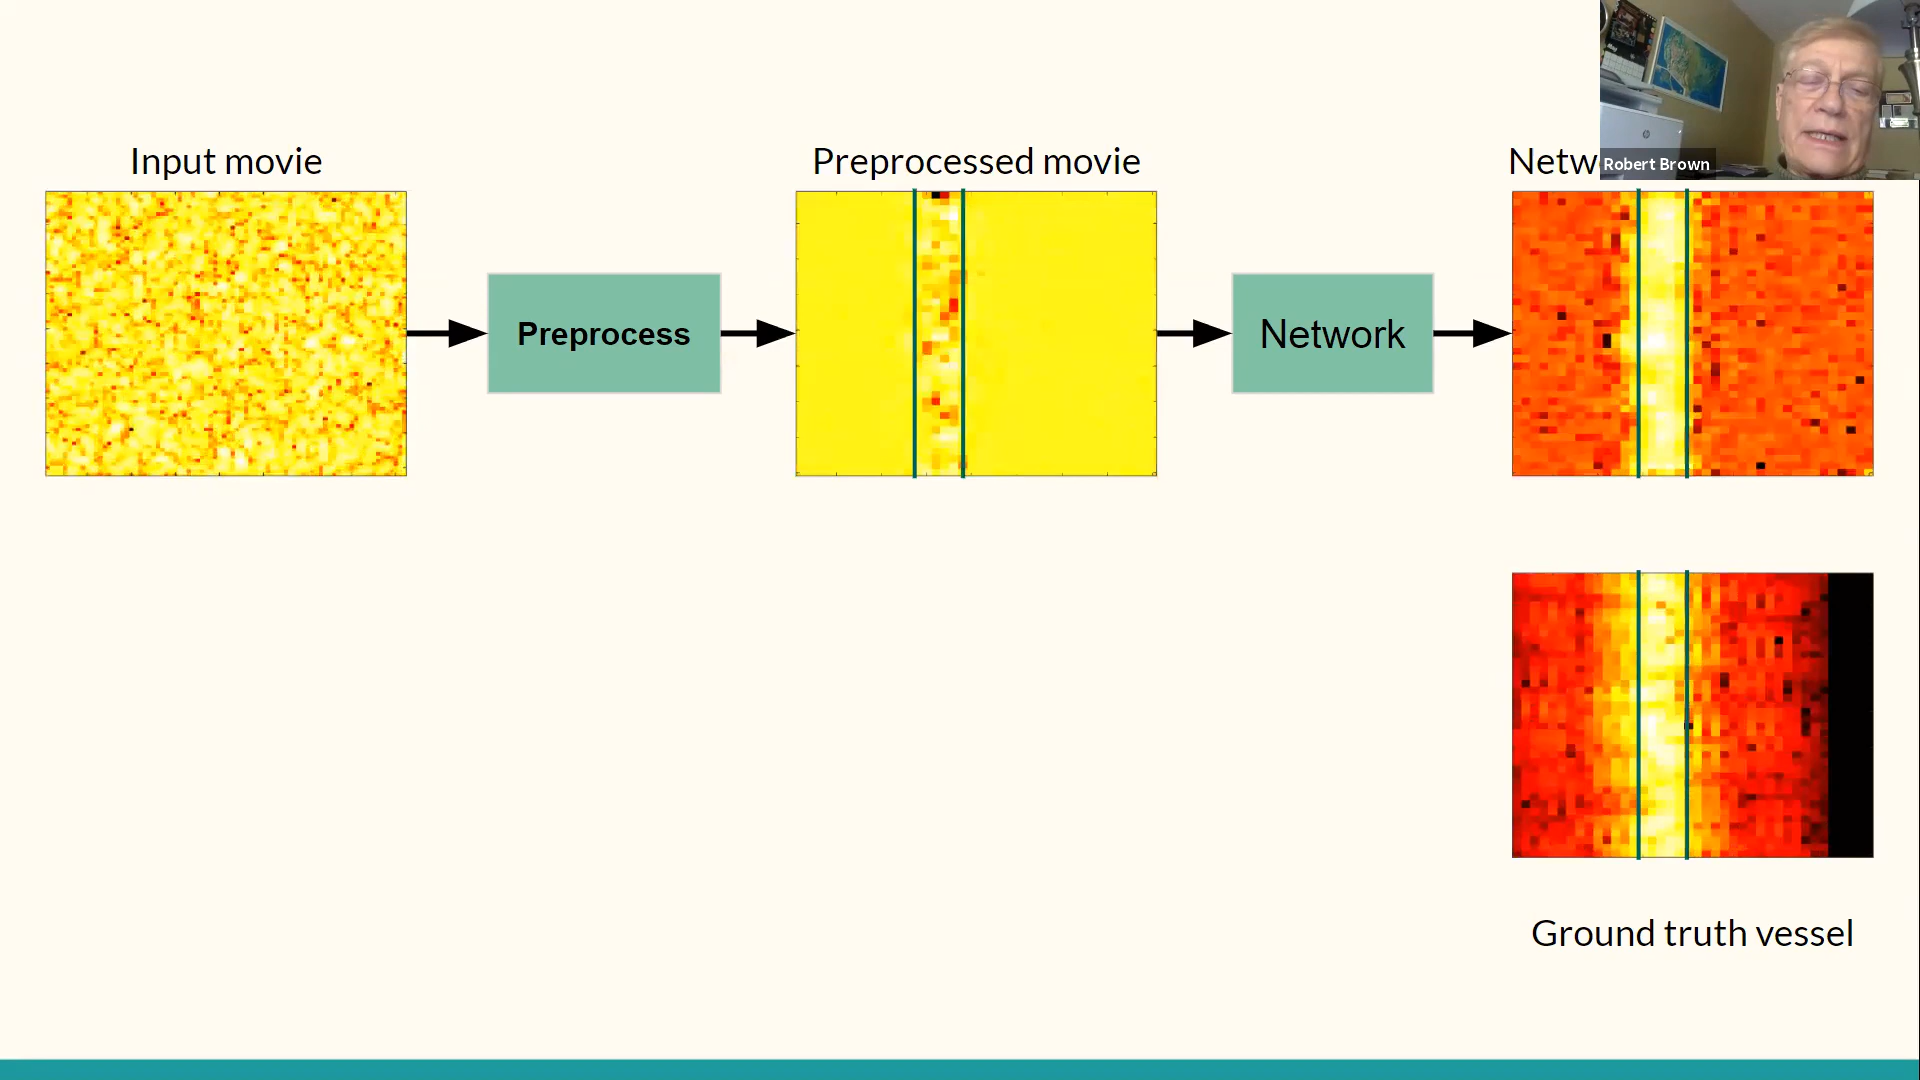 Input movie
Preprocessed movie
Netw
Robert Brown
Preprocess
Network
Ground truth vessel